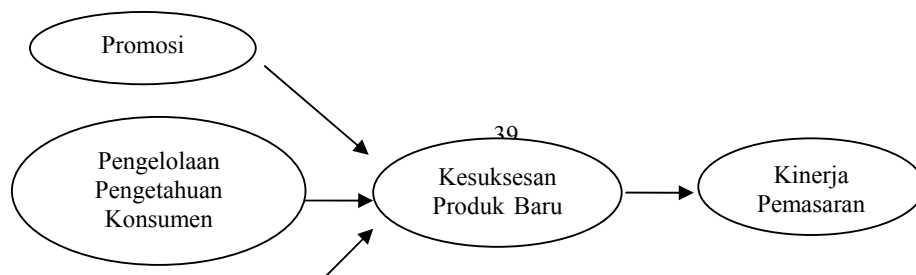 Promosi
39
Pengelolaan
Pengetahuan
Konsumen
Kesuksesan
Produk Baru
Kinerja
Pemasaran